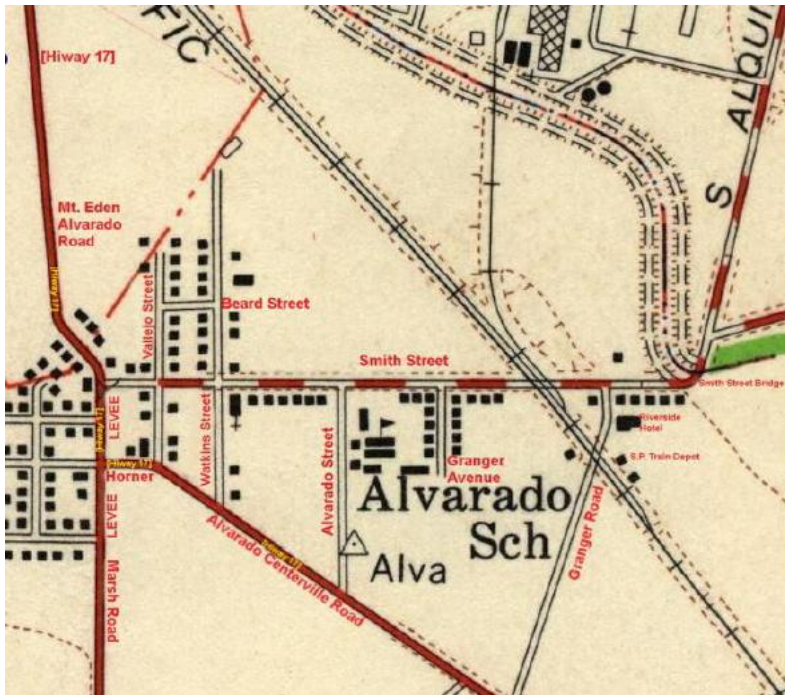 FIC
[Hiway 17]
ALQUI
S
Mt. Eden
Alvarado
Road
[Hiway 17]
Vallejo Street
Beard Street
Smith Street
Smith Street Bridge
LEVEE
Watkins Street
Alvarado Street
Riverside
Hotel
S.P. Train Depot
[Hiway 17]
[Hiway 17]
Horner
Granger
Avenue
LEVEE
Alvarado
Sch
Granger Road
Alvarado Centerville Road
[Hiway 17]
Alva
Marsh Road